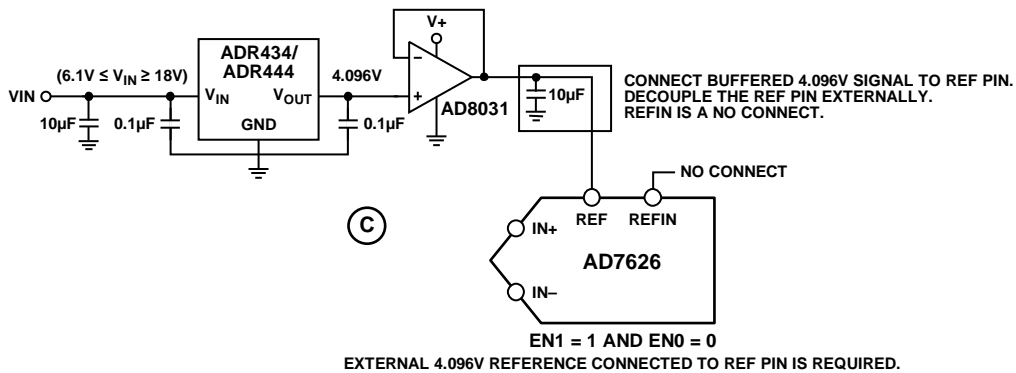 V+
ADR434/
ADR444
(6.1V ≤ VIN ≥ 18V)
4.096V
–
VIN
VIN
VOUT
+
10µF
CONNECT BUFFERED 4.096V SIGNAL TO REF PIN.
DECOUPLE THE REF PIN EXTERNALLY.
REFIN IS A NO CONNECT.
AD8031
10µF
0.1µF
GND
0.1µF
NO CONNECT
C
REF
REFIN
IN+
AD7626
IN–
EN1 = 1 AND EN0 = 0
EXTERNAL 4.096V REFERENCE CONNECTED TO REF PIN IS REQUIRED.